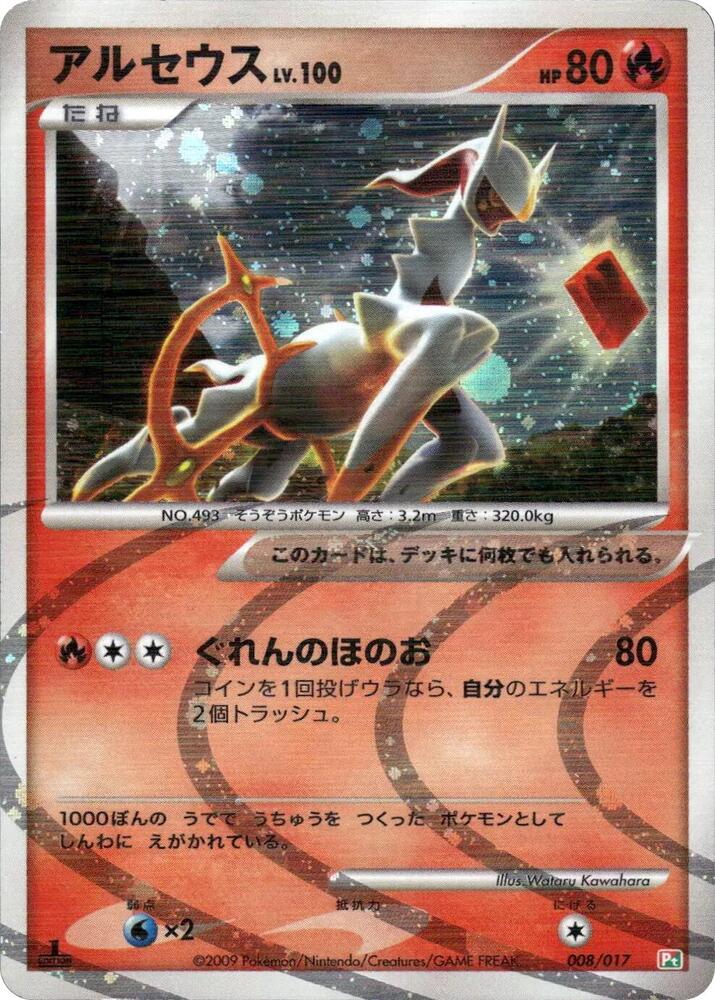 アルセウス LV.100 HP 80
たね
NO.493 そうぞうポケモン 高さ:3.2m 重さ:320.0kg
このカードは、デッキに何枚でも入れられる。
ぐれんのほのお 80
コインを1回投げウラなら、自分のエネルギーを
2個トラッシュ。
1000ぼんの うでで うちゅうを つくった ポケモンとして
しんわに えがかれている。
Illus. Wataru Kawahara
弱点 抵抗力 にげる
×2
1 EDITION ©2009 Pokémon/Nintendo/Creatures/GAME FREAK. 008/017 Pt